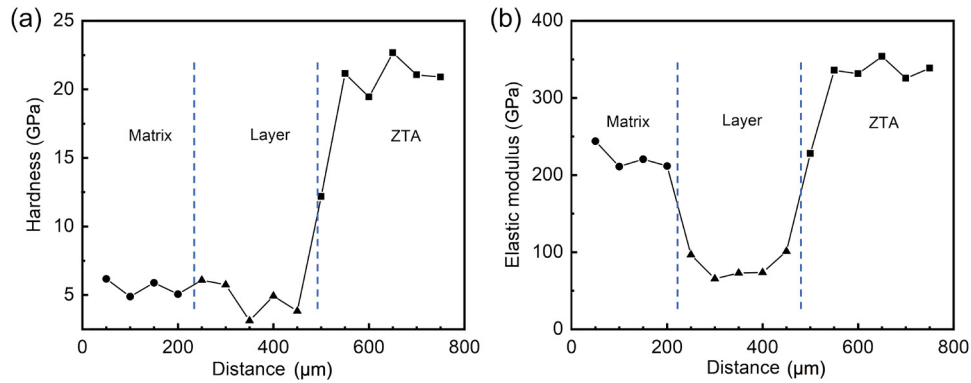 (a)
25
20
15
10
5
Hardness (GPa)
Matrix
Layer
ZTA
0 200 400 600 800
Distance (μm)
(b)
400
300
200
100
0
Elastic modulus (GPa)
Matrix
Layer
ZTA
0 200 400 600 800
Distance (μm)